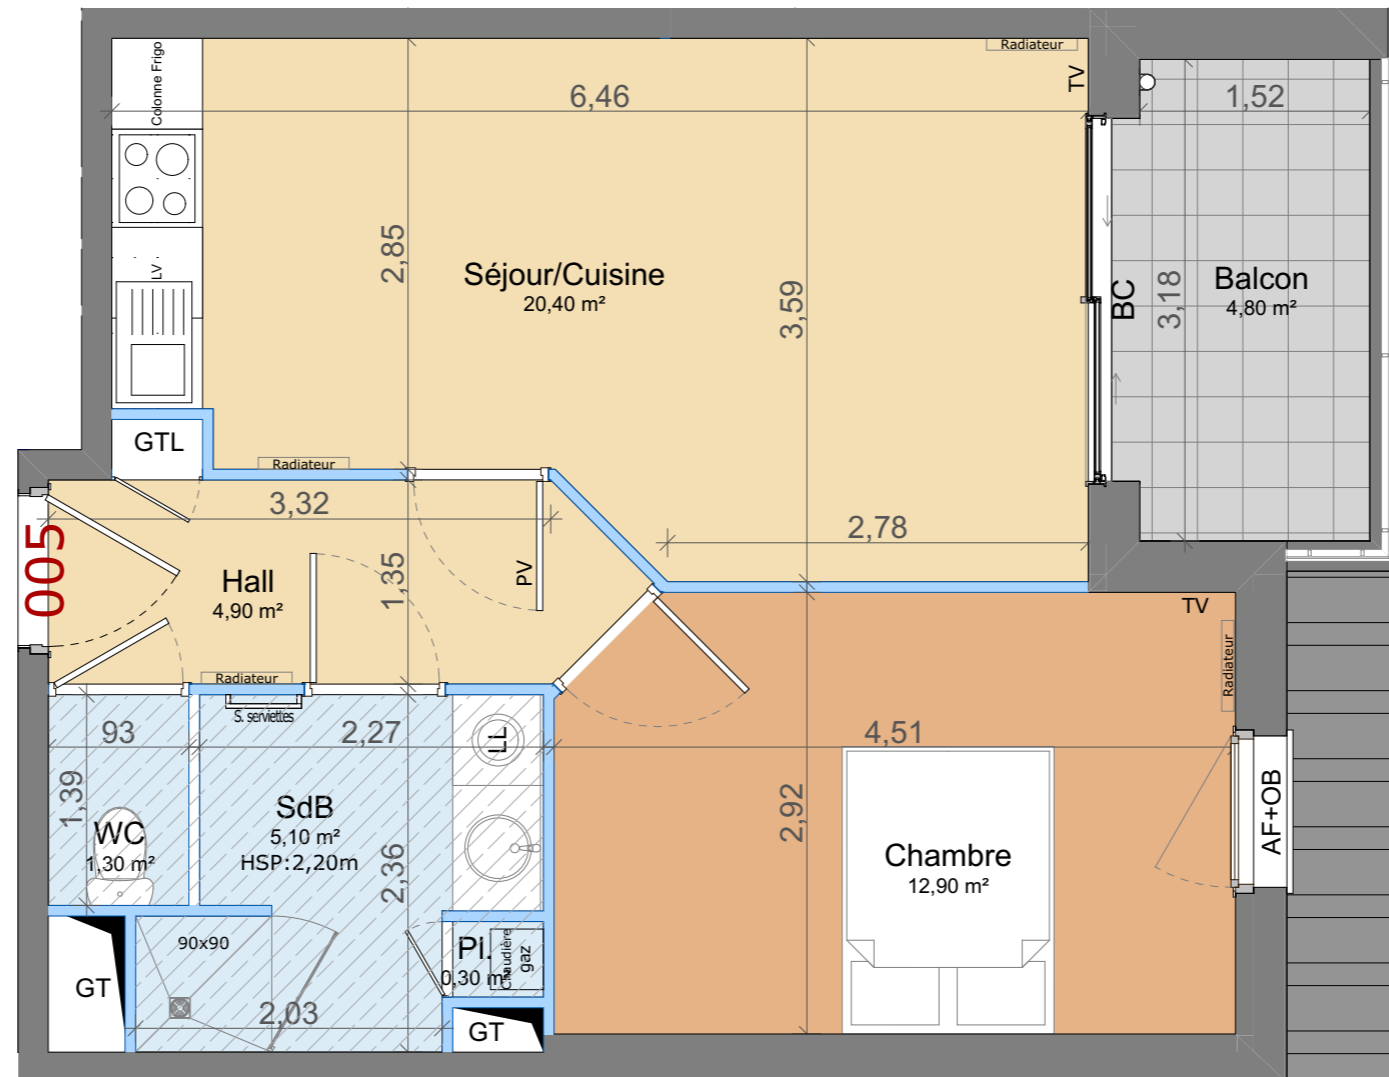 Colonne Frigo
Radiateur
TV
6,46
1,52
2,85
LV
Séjour/Cuisine
20,40 m²
3,59
BC
3,18
Balcon
4,80 m²
GTL
Radiateur
3,32
2,78
005
Hall
4,90 m²
1,35
PV
TV
Radiateur
Radiateur
S. serviettes
93
2,27
LL
4,51
1,39
WC
1,30 m²
SdB
5,10 m²
HSP:2,20m
2,36
2,92
Chambre
12,90 m²
AF+OB
90x90
Pl.
0,30 m²
Chaudière
gaz
GT
2,03
GT